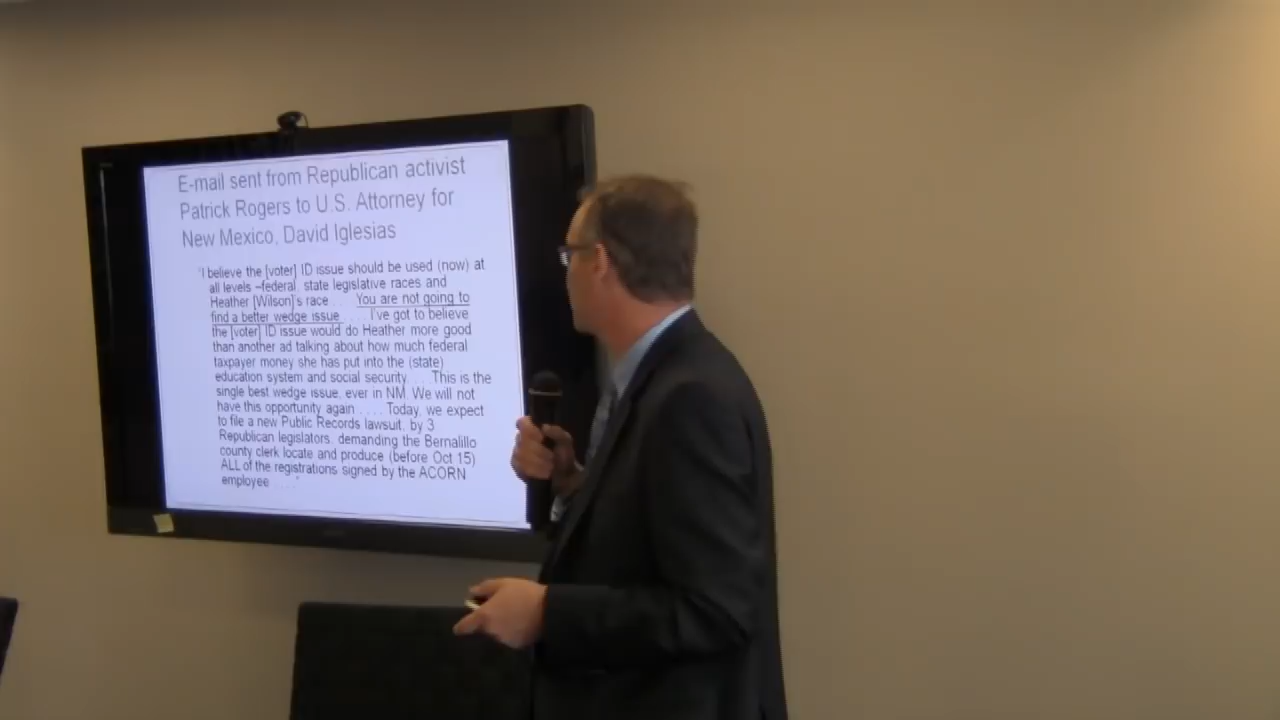 E-mail sent from Republican activist
Patrick Rogers to U.S. Attorney for
New Mexico, David Iglesias
"I believe the [voter] ID issue should be used (now) at
all levels –federal, state legislative races and
Heather [Wilson]'s race . . . You are not going to
find a better wedge issue . . . . I've got to believe
the [voter] ID issue would do Heather more good
than another ad talking about how much federal
taxpayer money she has put into the (state)
education system and social security. . . . This is the
single best wedge issue, ever in NM. We will not
have this opportunity again . . . . Today, we expect
to file a new Public Records lawsuit, by 3
Republican legislators, demanding the Bernalillo
county clerk locate and produce (before Oct 15)
ALL of the registrations signed by the ACORN
employee . . . ."